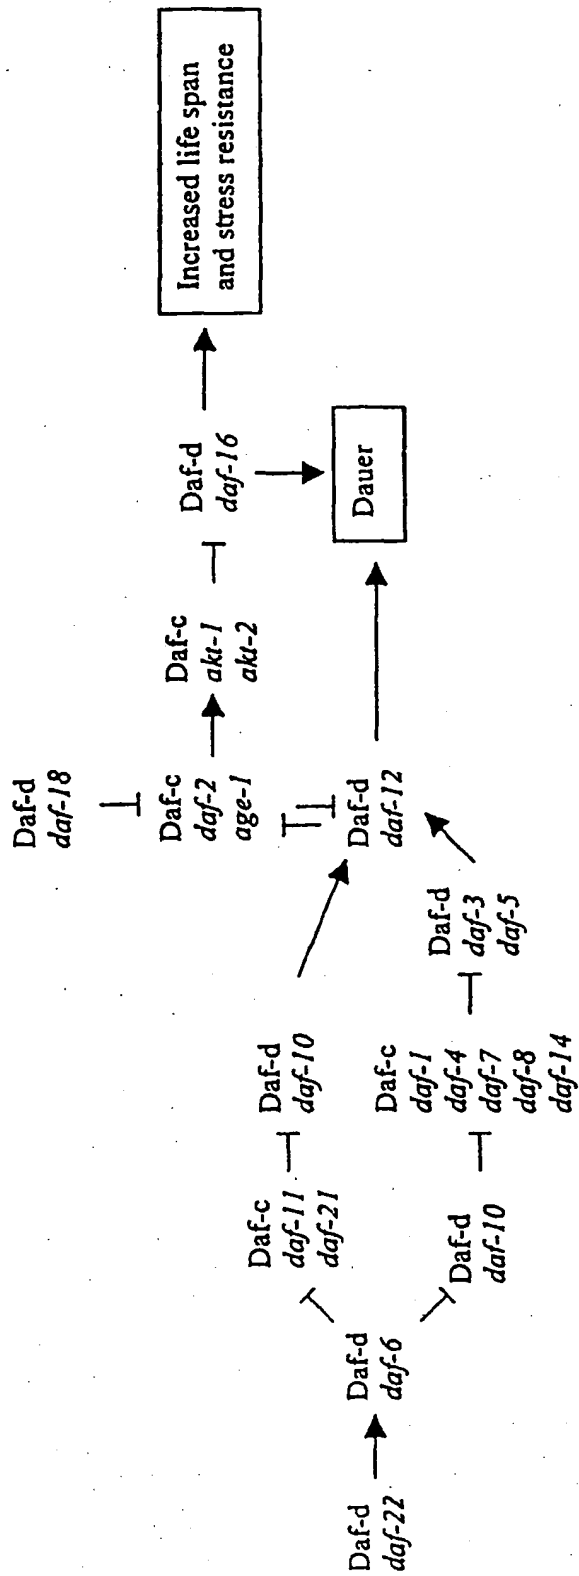 Daf-d
daf-22
Daf-d
daf-6
Daf-c
daf-11
daf-21
Daf-d
daf-10
Daf-d
daf-10
Daf-c
daf-1
daf-4
daf-7
daf-8
daf-14
Daf-d
daf-3
daf-5
Daf-d
daf-12
Daf-d
daf-18
Daf-c
daf-2
age-1
Daf-c
akt-1
akt-2
Daf-d
daf-16
Dauer
Increased life span
and stress resistance